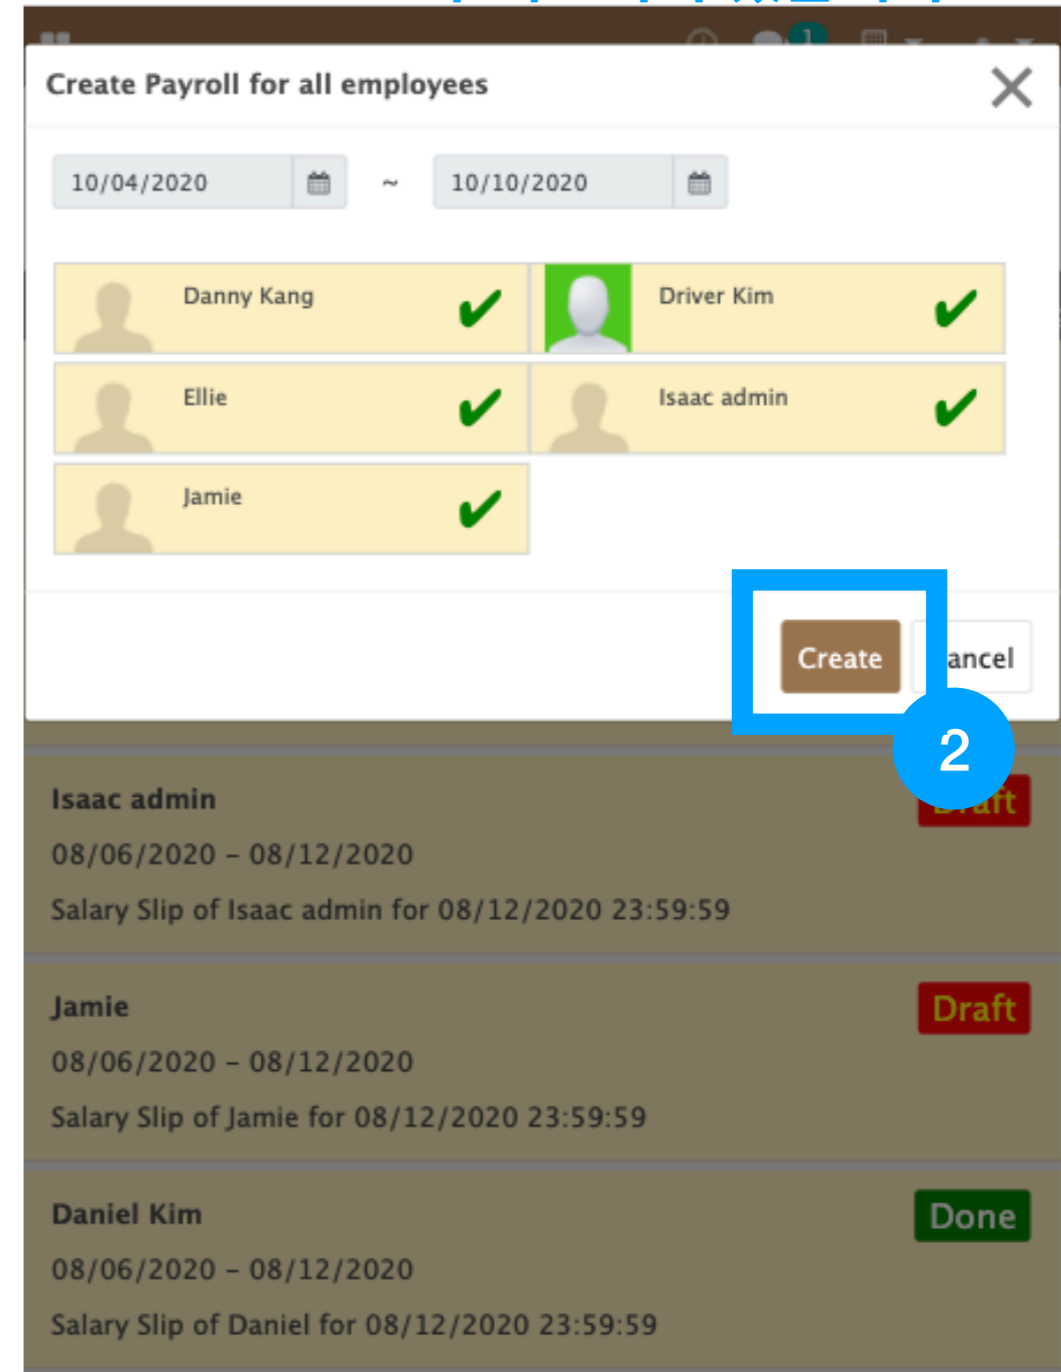 1
Create Payroll for all employees
10/04/2020 ~ 10/10/2020
Danny Kang
Driver Kim
Ellie
Isaac admin
Jamie
Create
ancel
2
Isaac admin
Draft
08/06/2020 – 08/12/2020
Salary Slip of Isaac admin for 08/12/2020 23:59:59
Jamie
Draft
08/06/2020 – 08/12/2020
Salary Slip of Jamie for 08/12/2020 23:59:59
Daniel Kim
Done
08/06/2020 – 08/12/2020
Salary Slip of Daniel for 08/12/2020 23:59:59